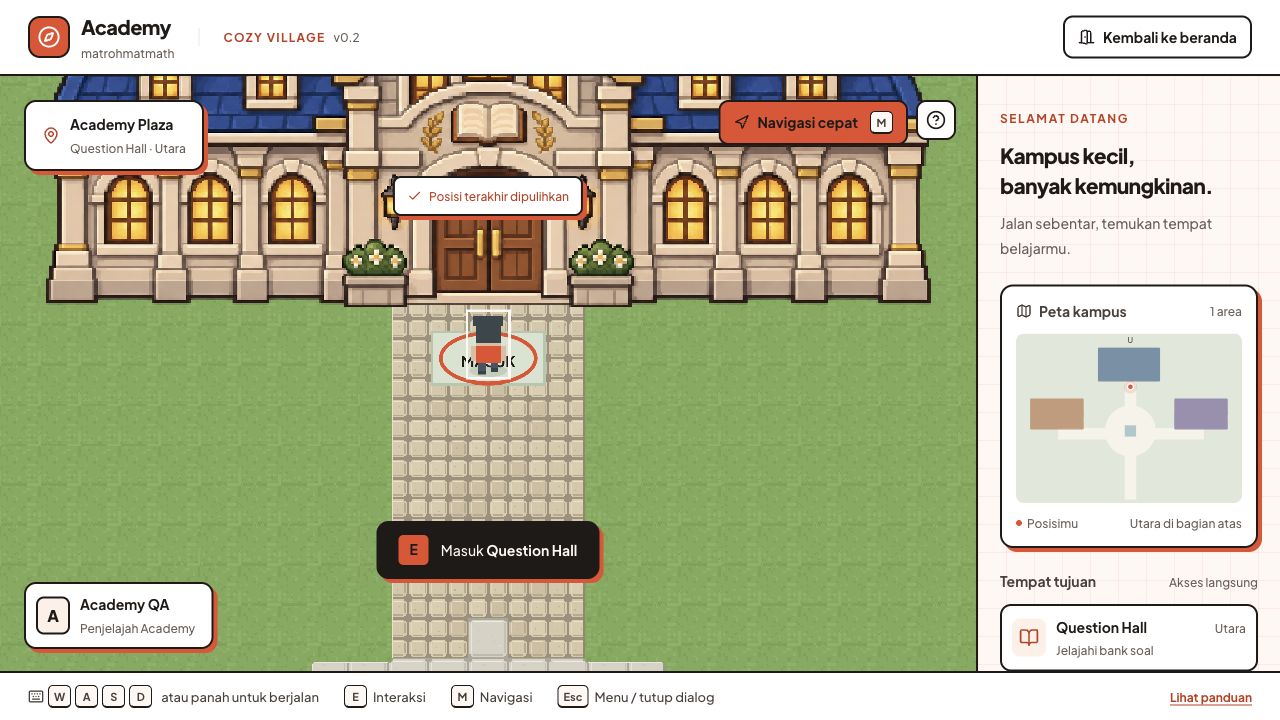 Academy
matrohmatmath
COZY VILLAGE v0.2
Kembali ke beranda
Academy Plaza
Question Hall · Utara
Navigasi cepat M
Posisi terakhir dipulihkan
MASUK
E Masuk Question Hall
A
Academy QA
Penjelajah Academy
SELAMAT DATANG
Kampus kecil,
banyak kemungkinan.
Jalan sebentar, temukan tempat
belajarmu.
Peta kampus 1 area
U
Posisimu Utara di bagian atas
Tempat tujuan Akses langsung
Question Hall Utara
Jelajahi bank soal
W A S D atau panah untuk berjalan E Interaksi M Navigasi Esc Menu / tutup dialog
Lihat panduan